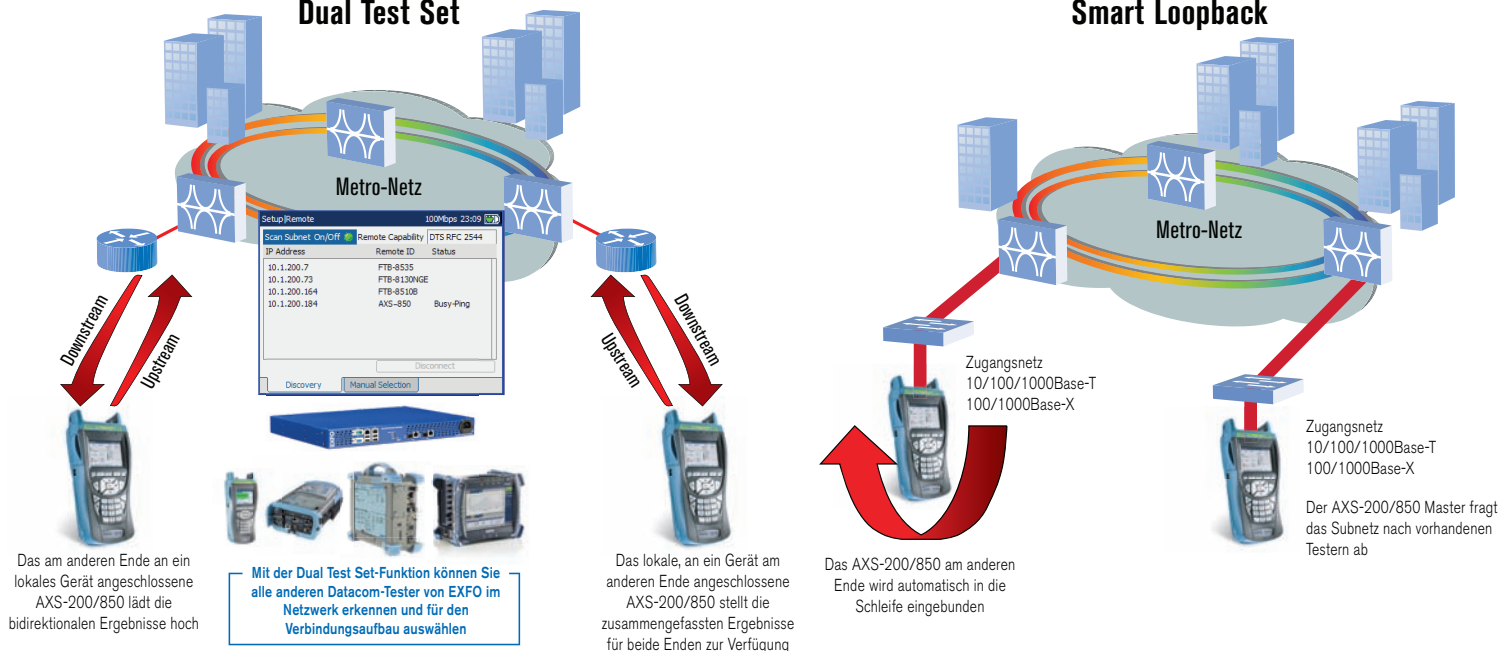 Dual Test Set
Metro-Netz
Setup|Remote 100Mbps 23:09
Scan Subnet On/Off Remote Capability DTS RFC 2544
IP Address Remote ID Status
10.1.200.7 FTB-8535
10.1.200.73 FTB-8130NGE
10.1.200.164 FTB-8510B
10.1.200.184 AXS-850 Busy-Ping
Disconnect
Discovery Manual Selection
Downstream
Upstream
Upstream
Downstream
EXFO
Das am anderen Ende an ein
lokales Gerät angeschlossene
AXS-200/850 lädt die
bidirektionalen Ergebnisse hoch
Mit der Dual Test Set-Funktion können Sie
alle anderen Datacom-Tester von EXFO im
Netzwerk erkennen und für den
Verbindungsaufbau auswählen
Das lokale, an ein Gerät am
anderen Ende angeschlossene
AXS-200/850 stellt die
zusammengefassten Ergebnisse
für beide Enden zur Verfügung
Smart Loopback
Metro-Netz
Zugangsnetz
10/100/1000Base-T
100/1000Base-X
Das AXS-200/850 am anderen
Ende wird automatisch in die
Schleife eingebunden
Zugangsnetz
10/100/1000Base-T
100/1000Base-X
Der AXS-200/850 Master fragt
das Subnetz nach vorhandenen
Testern ab